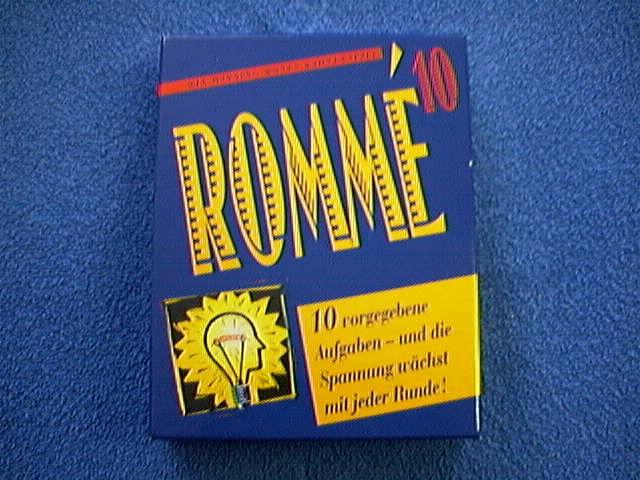 ROMMÉ
10
10 vorgegebene
Aufgaben – und die
Spannung wächst
mit jeder Runde!